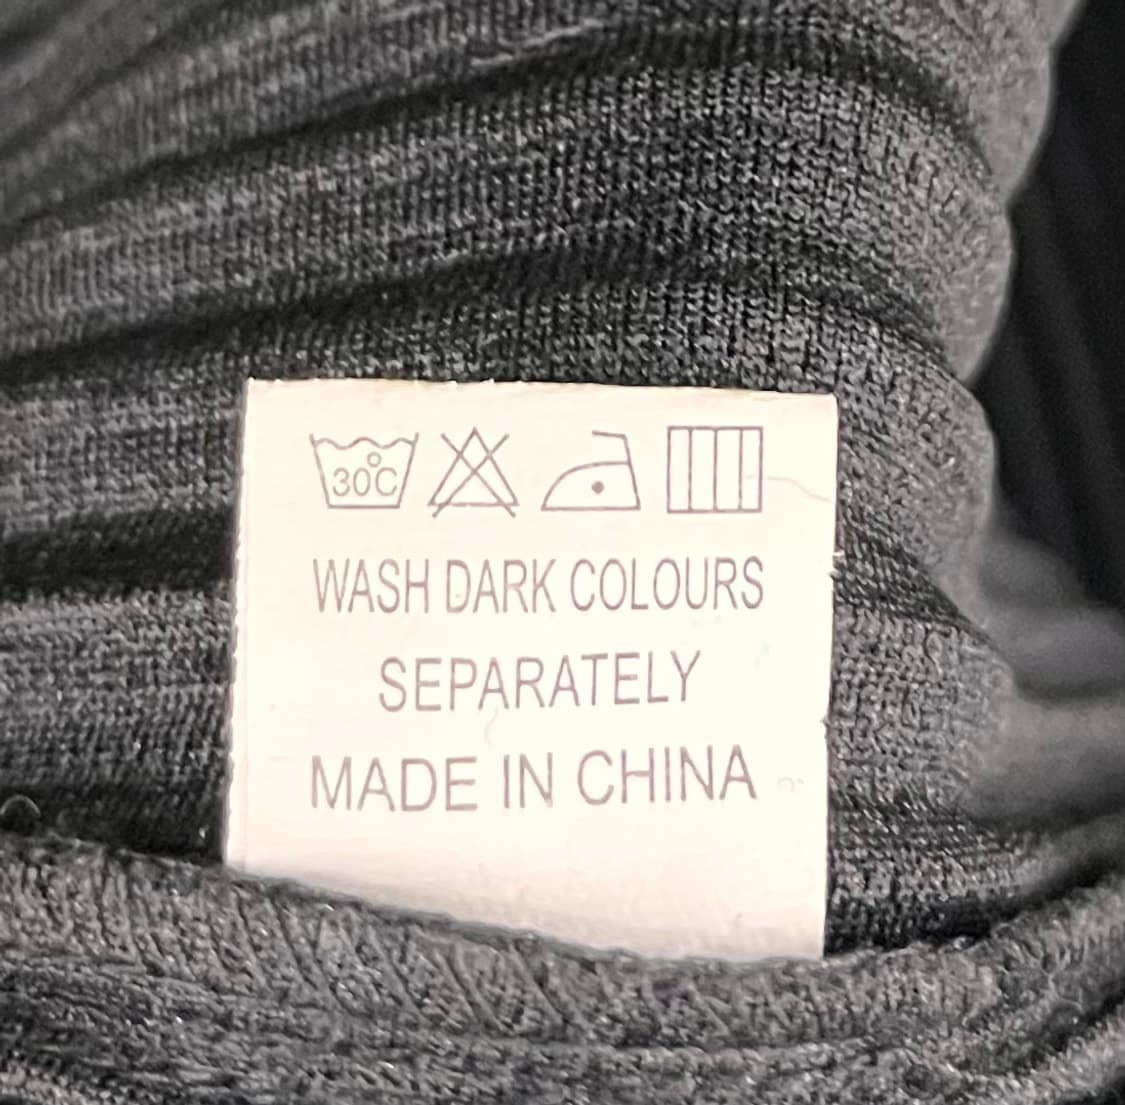 30°C
WASH DARK COLOURS
SEPARATELY
MADE IN CHINA